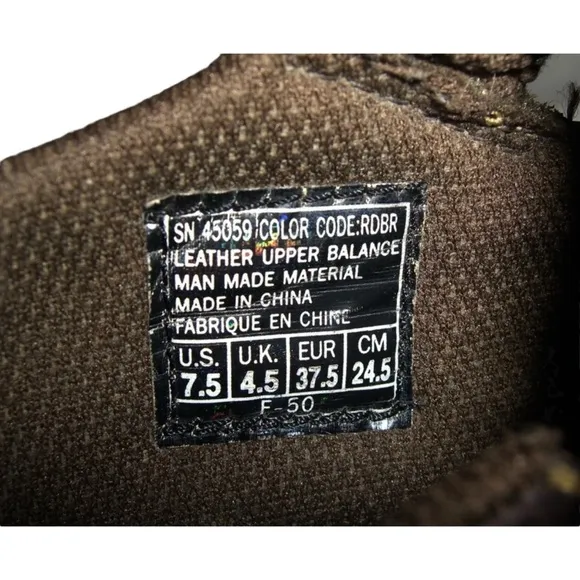 SN 45059 COLOR CODE:RDBR
LEATHER UPPER BALANCE
MAN MADE MATERIAL
MADE IN CHINA
FABRIQUE EN CHINE
U.S. U.K. EUR CM
7.5 4.5 37.5 24.5
F-50